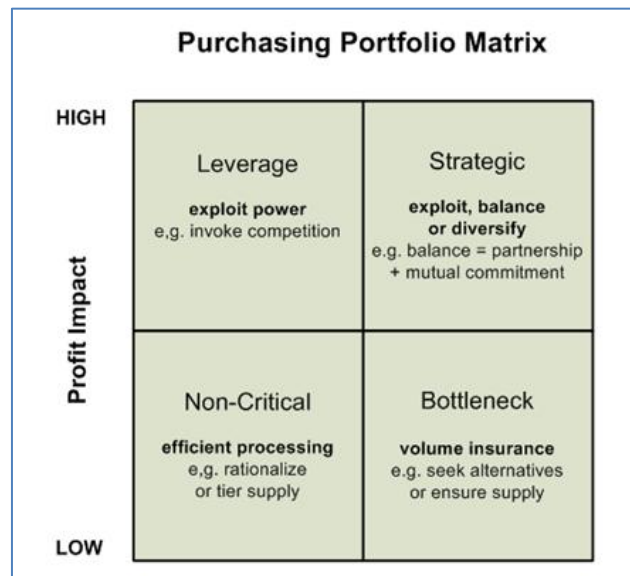 Purchasing Portfolio Matrix
HIGH
Profit Impact
LOW
Leverage
exploit power
e,g. invoke competition
Strategic
exploit, balance
or diversify
e.g. balance = partnership
+ mutual commitment
Non-Critical
efficient processing
e,g. rationalize
or tier supply
Bottleneck
volume insurance
e.g. seek alternatives
or ensure supply